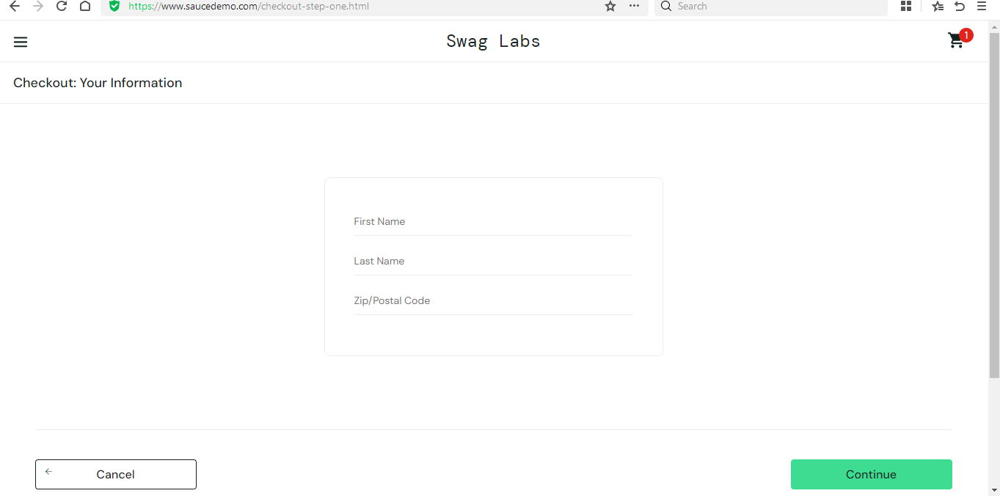 https://www.saucedemo.com/checkout-step-one.html
Search
Swag Labs
1
Checkout: Your Information
First Name
Last Name
Zip/Postal Code
Cancel
Continue